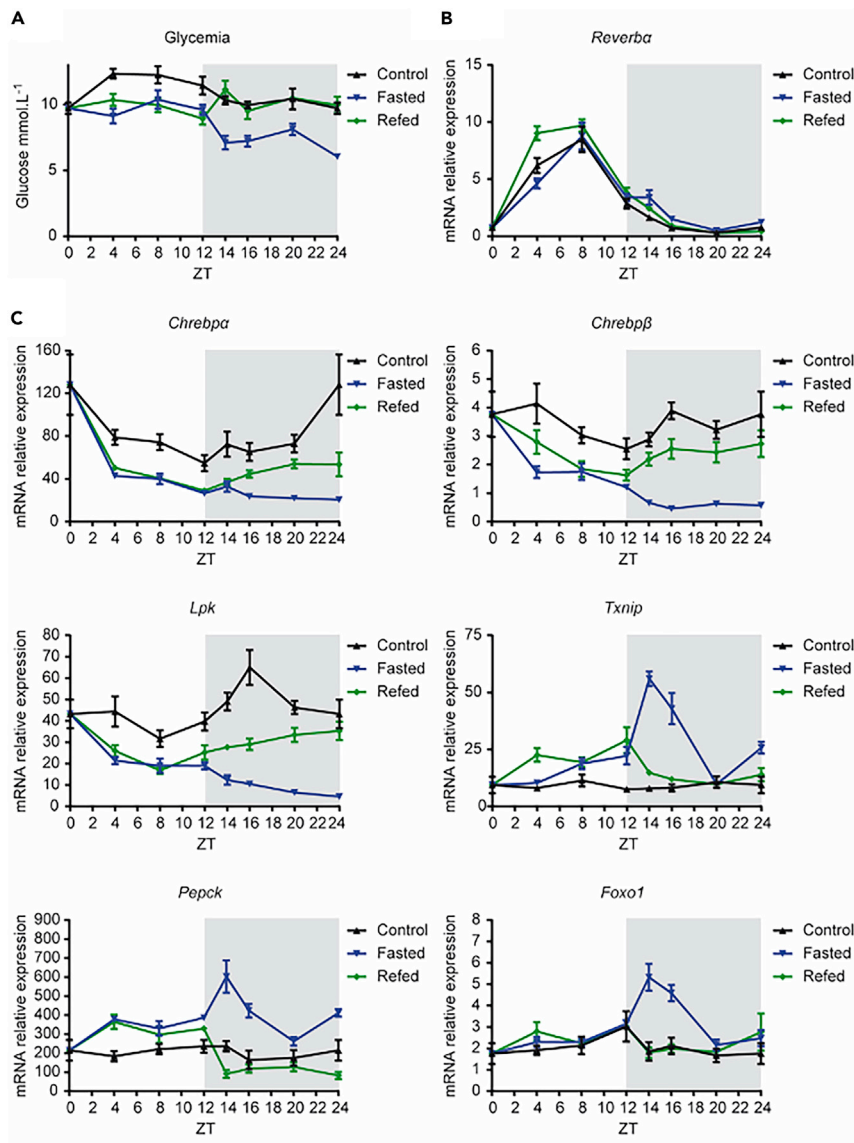 A
Glycemia
Glucose mmol.L-1
15
10
5
0
0 2 4 6 8 10 12 14 16 18 20 22 24
ZT
Control
Fasted
Refed
B
Reverbα
mRNA relative expression
15
10
5
0
0 2 4 6 8 10 12 14 16 18 20 22 24
ZT
Control
Fasted
Refed
C
Chrebpα
mRNA relative expression
160
120
80
40
0
0 2 4 6 8 10 12 14 16 18 20 22 24
ZT
Control
Fasted
Refed
Chrebpβ
mRNA relative expression
6
5
4
3
2
1
0
0 2 4 6 8 10 12 14 16 18 20 22 24
ZT
Control
Fasted
Refed
Lpk
mRNA relative expression
80
70
60
50
40
30
20
10
0
0 2 4 6 8 10 12 14 16 18 20 22 24
ZT
Control
Fasted
Refed
Txnip
mRNA relative expression
75
50
25
0
0 2 4 6 8 10 12 14 16 18 20 22 24
ZT
Control
Fasted
Refed
Pepck
mRNA relative expression
900
800
700
600
500
400
300
200
100
0
0 2 4 6 8 10 12 14 16 18 20 22 24
ZT
Control
Fasted
Refed
Foxo1
mRNA relative expression
8
7
6
5
4
3
2
1
0
0 2 4 6 8 10 12 14 16 18 20 22 24
ZT
Control
Fasted
Refed